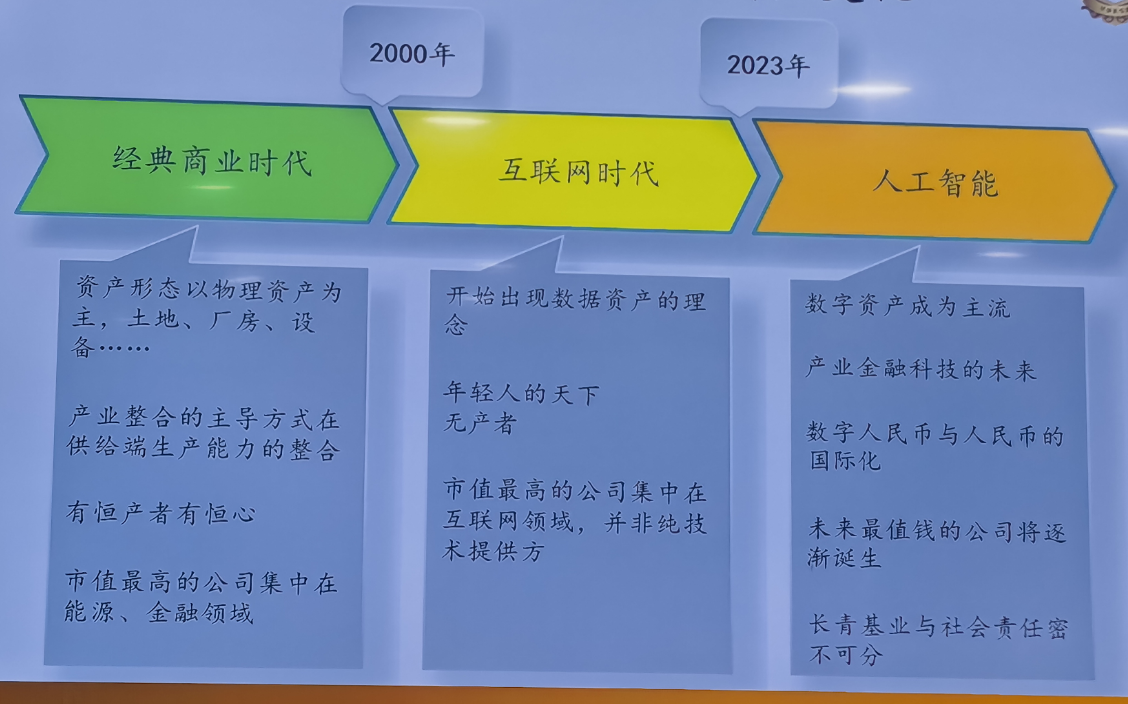 2000年
2023年
经典商业时代
互联网时代
人工智能
资产形态以物理资产为
主，土地、厂房、设
备……
产业整合的主导方式在
供给端生产能力的整合
有恒产者有恒心
市值最高的公司集中在
能源、金融领域
开始出现数据资产的理
念
年轻人的天下
无产者
市值最高的公司集中在
互联网领域，并非纯技
术提供方
数字资产成为主流
产业金融科技的未来
数字人民币与人民币的
国际化
未来最值钱的公司将逐
渐诞生
长青基业与社会责任密
不可分